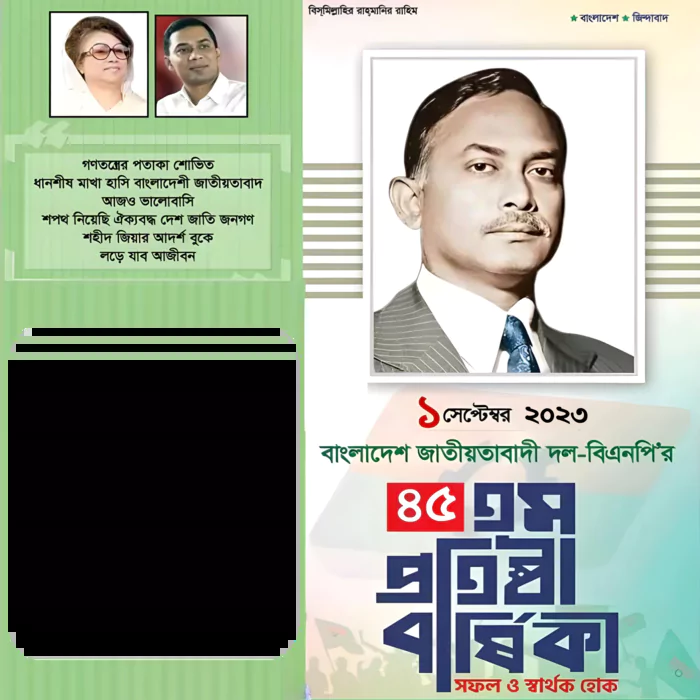 বিসমিল্লাহির রাহমানির রাহিম
★ বাংলাদেশ ★ জিন্দাবাদ
গণতন্ত্রের পতাকা শোভিত
ধানশীষ মাখা হাসি বাংলাদেশী জাতীয়তাবাদ
আজও ভালোবাসি
শপথ নিয়েছি ঐক্যবদ্ধ দেশ জাতি জনগণ
শহীদ জিয়ার আদর্শ বুকে
লড়ে যাব আজীবন
১ সেপ্টেম্বর ২০২৩
বাংলাদেশ জাতীয়তাবাদী দল-বিএনপি'র
৪৫ তম
প্রতিষ্ঠা
বার্ষিকী
সফল ও স্বার্থক হোক